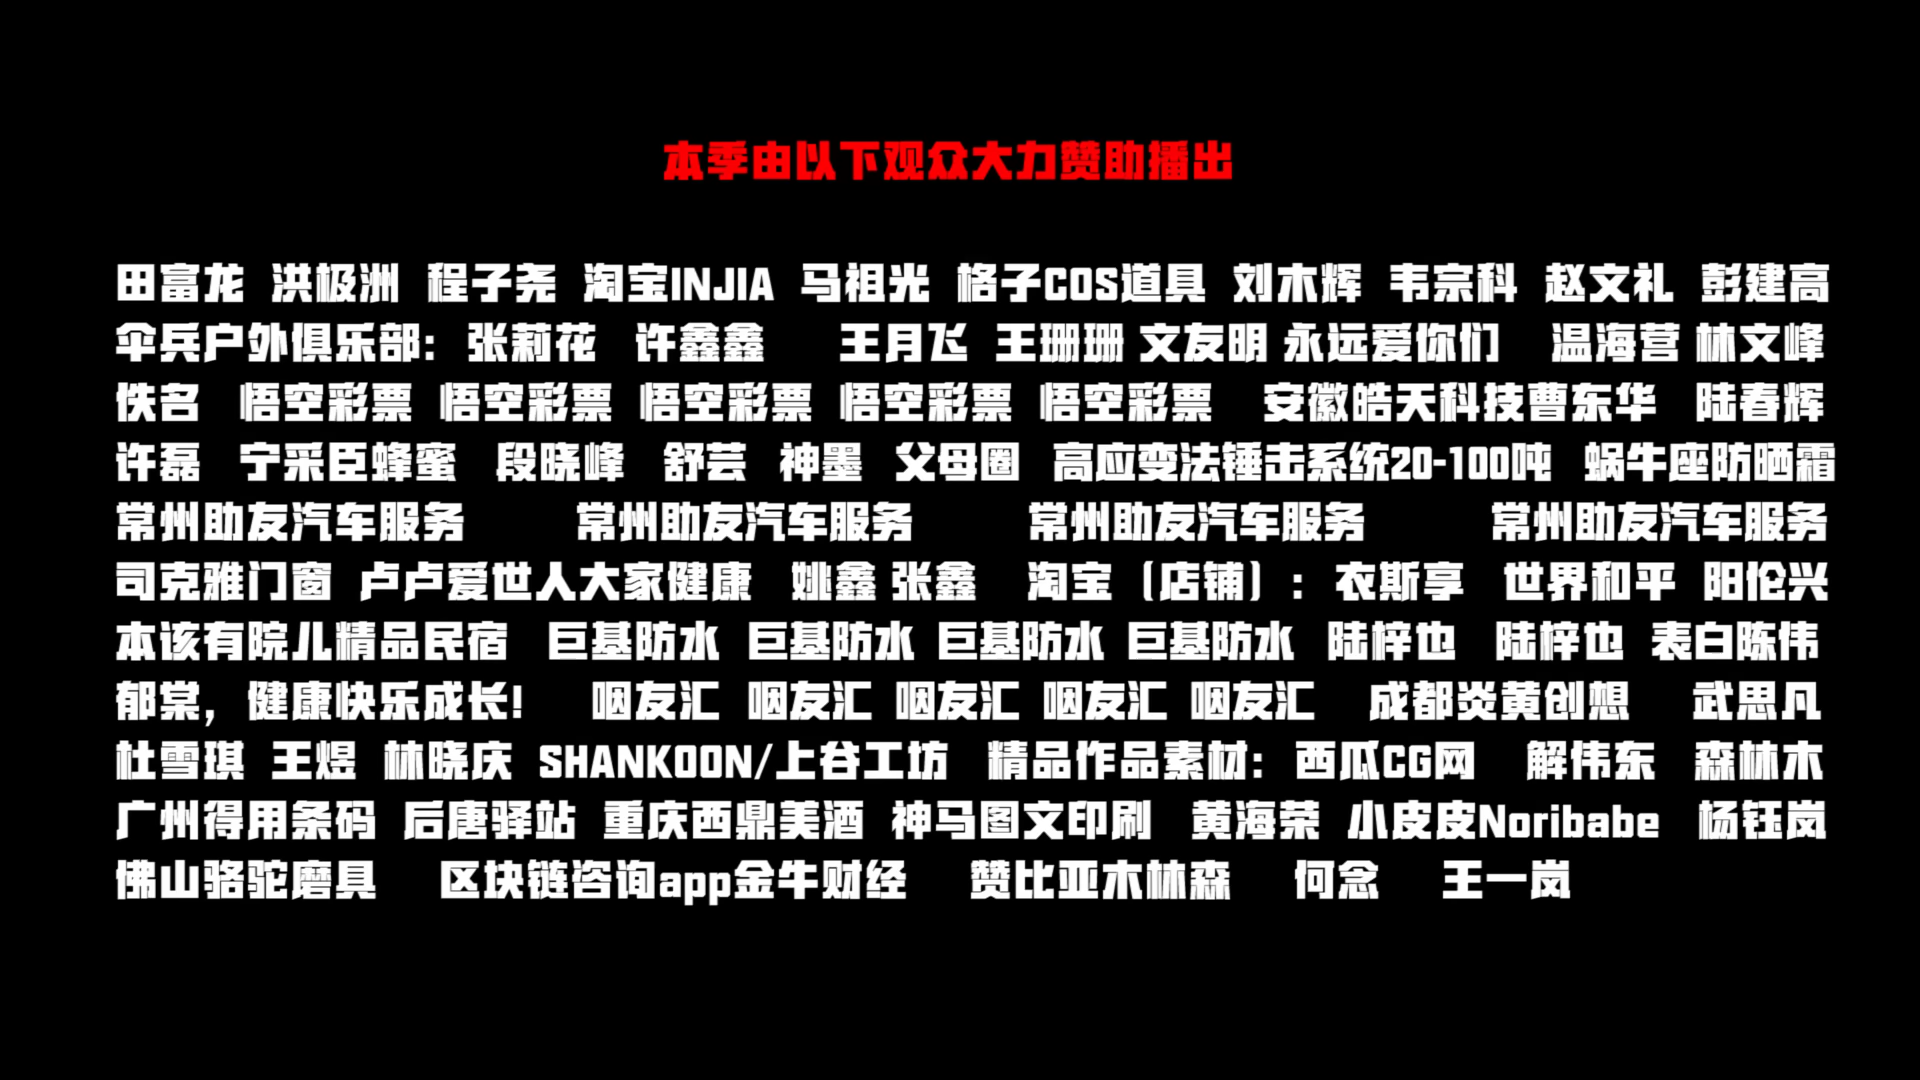 本季由以下观众大力赞助播出
田富龙 洪极洲 程子尧 淘宝INJIA 马祖光 格子COS道具 刘木辉 韦宗科 赵文礼 彭建高
伞兵户外俱乐部：张莉花 许鑫鑫 王月飞 王珊珊 文友明 永远爱你们 温海营 林文峰
佚名 悟空彩票 悟空彩票 悟空彩票 悟空彩票 悟空彩票 安徽皓天科技曹东华 陆春辉
许磊 宁采臣蜂蜜 段晓峰 舒芸 神墨 父母圈 高应变法锤击系统20-100吨 蜗牛座防晒霜
常州助友汽车服务 常州助友汽车服务 常州助友汽车服务 常州助友汽车服务
司克雅门窗 卢卢爱世人大家健康 姚鑫 张鑫 淘宝（店铺）：衣斯享 世界和平 阳伦兴
本该有院儿精品民宿 巨基防水 巨基防水 巨基防水 巨基防水 陆梓也 陆梓也 表白陈伟
郁棠，健康快乐成长！ 咽友汇 咽友汇 咽友汇 咽友汇 咽友汇 成都炎黄创想 武思凡
杜雪琪 王煜 林晓庆 SHANKOON/上谷工坊 精品作品素材：西瓜CG网 解伟东 森林木
广州得用条码 后唐驿站 重庆西鼎美酒 神马图文印刷 黄海荣 小皮皮Noribabe 杨钰岚
佛山骆驼磨具 区块链咨询app金牛财经 赞比亚木林森 何念 王一岚